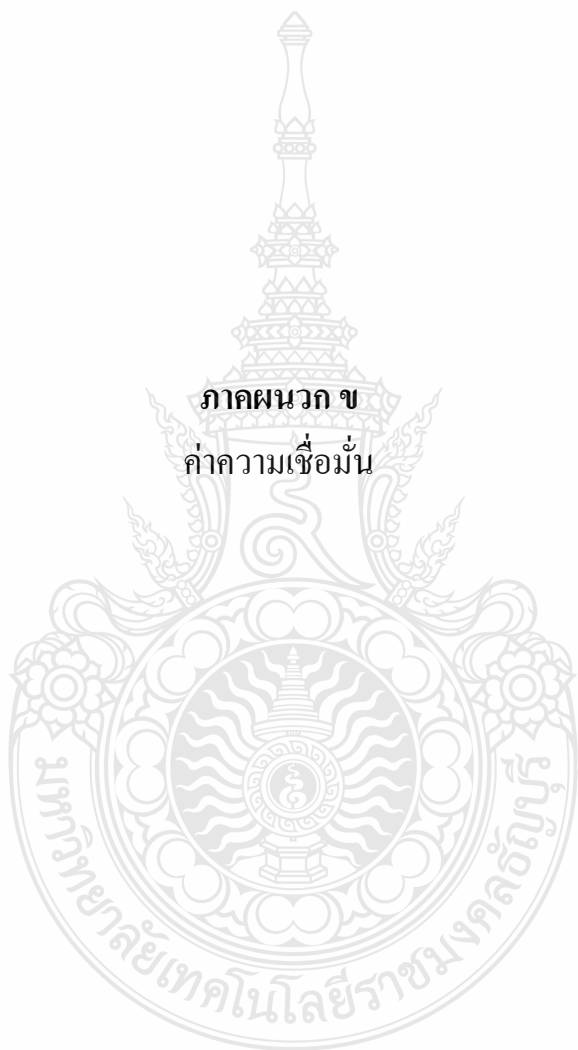 ภาคผนวก ข
ค่าความเชื่อมั่น
มหาวิทยาลัยเทคโนโลยีราชมงคลธัญบุรี